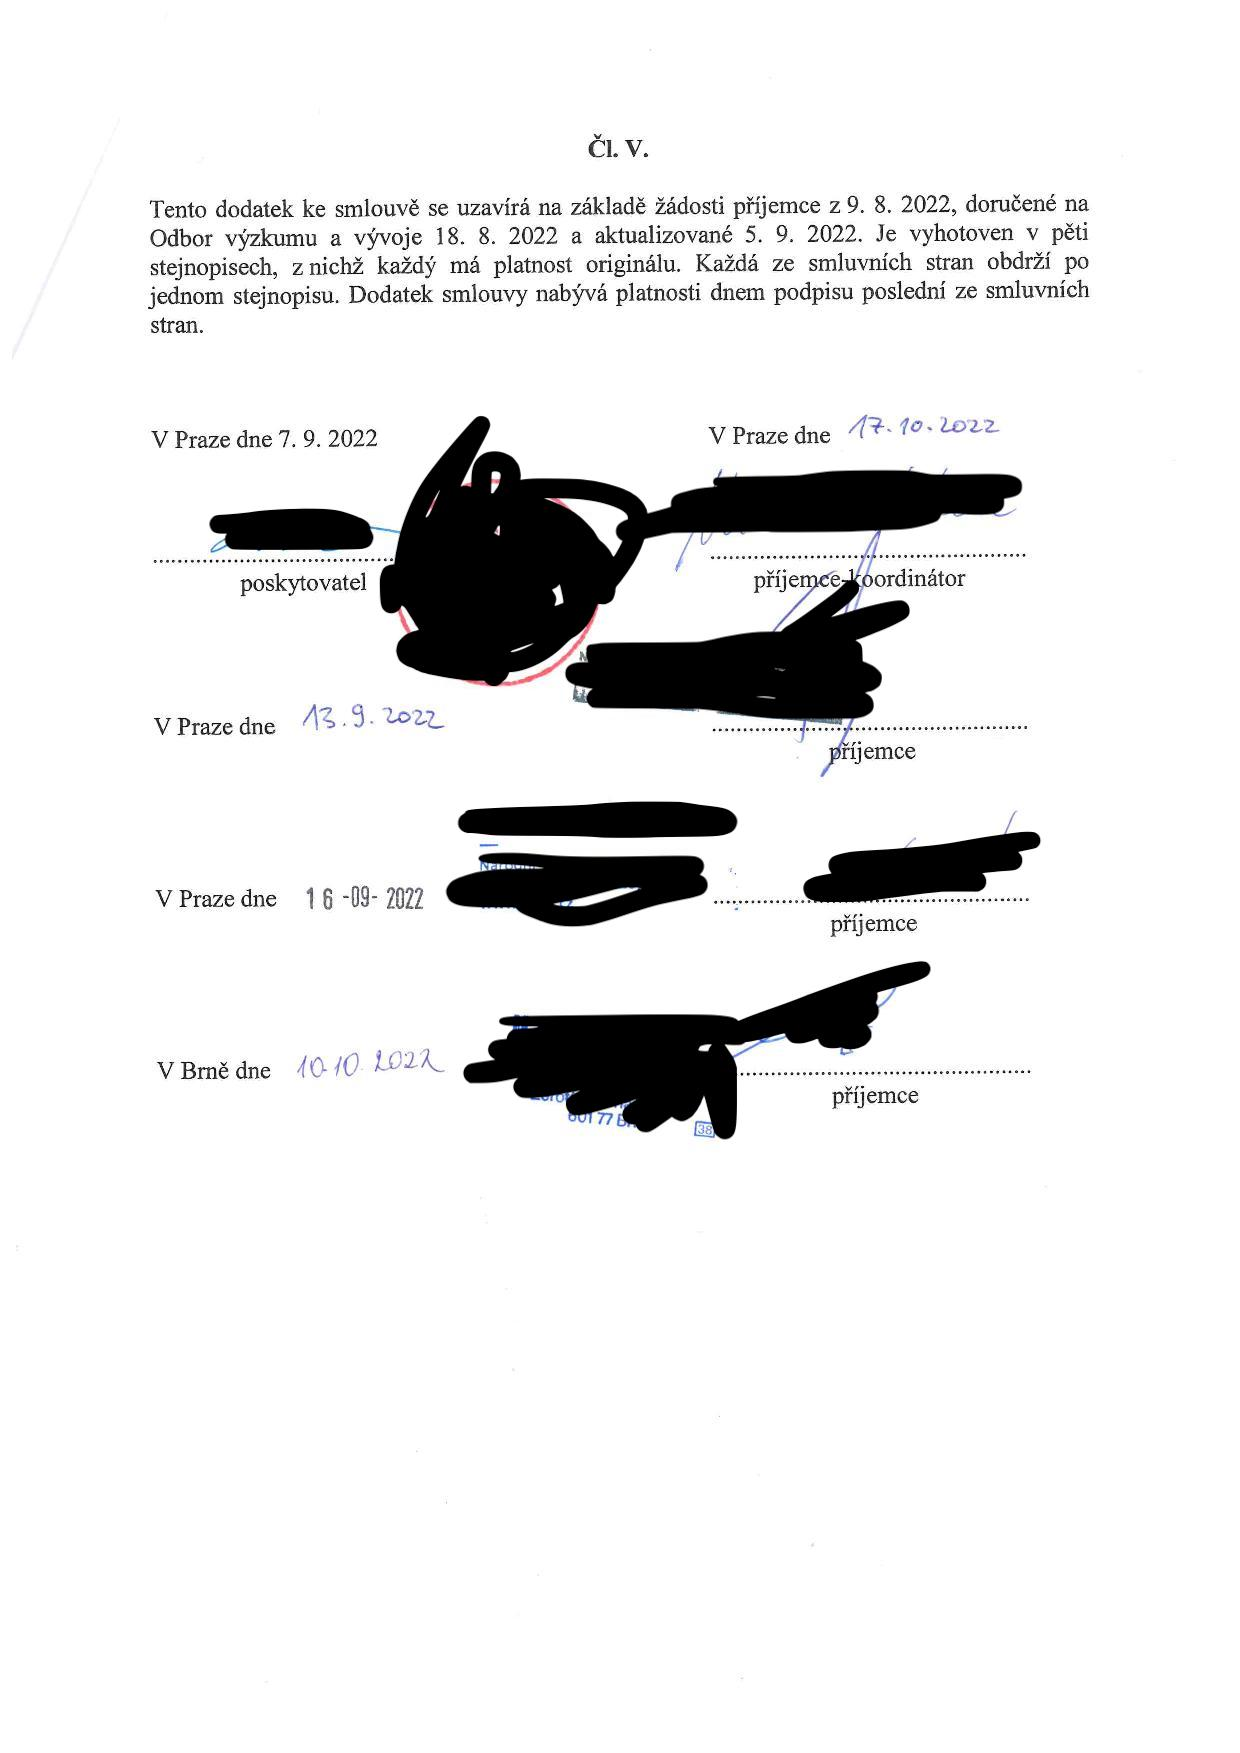 Čl. V.
Tento dodatek ke smlouvě se uzavírá na základě žádosti příjemce z 9. 8. 2022, doručené na
Odbor výzkumu a vývoje 18. 8. 2022 a aktualizované 5. 9. 2022. Je vyhotoven v pěti
stejnopisech, z nichž každý má platnost originálu. Každá ze smluvních stran obdrží po
jednom stejnopisu. Dodatek smlouvy nabývá platnosti dnem podpisu poslední ze smluvních
stran.
V Praze dne 7. 9. 2022
V Praze dne 17.10.2022
poskytovatel
příjemce-koordinátor
V Praze dne 13.9.2022
příjemce
V Praze dne 16 -09- 2022
příjemce
V Brně dne 10.10.2022
příjemce
601 77
38